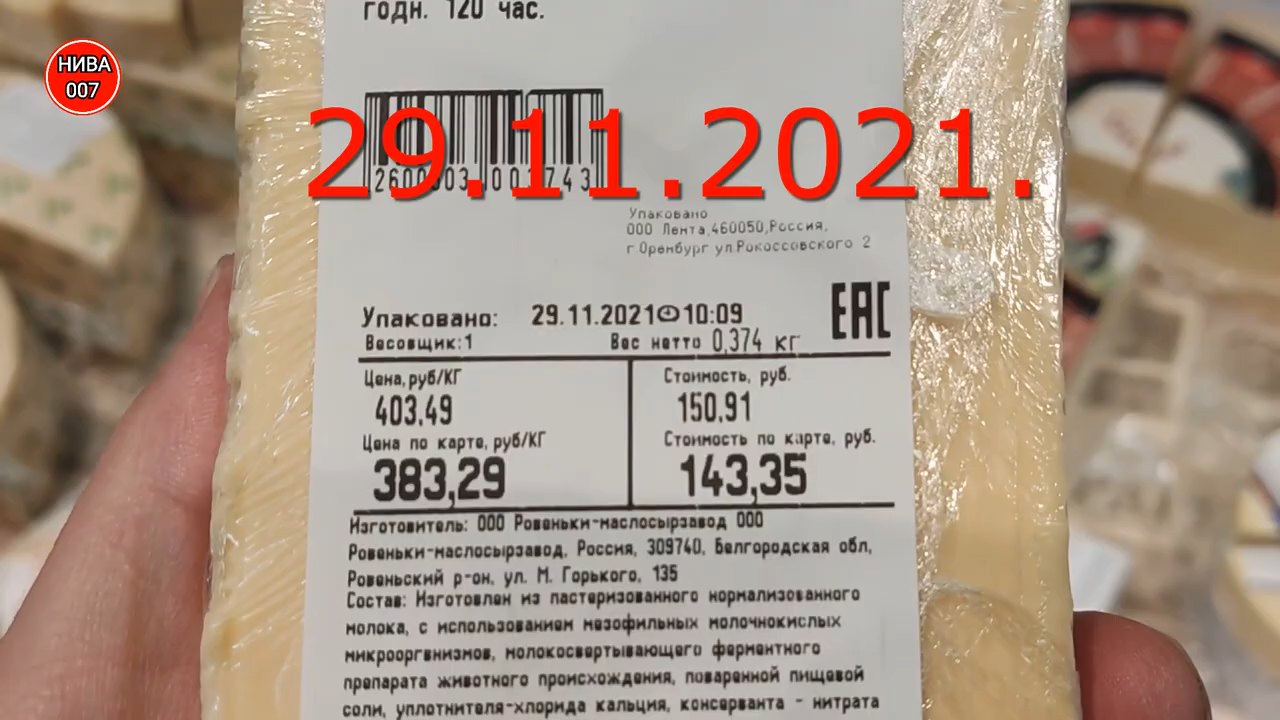 годн. 120 час.
НИВА
007
29.11.2021.
Упаковано
ООО Лента,460050,Россия,
г Оренбург ул.Рокоссовского 2
ЕАС
Упаковано: 29.11.2021 10:09
Весовщик:1 Вес нетто 0,374 кг
Цена,руб/КГ Стоимость, руб.
403,49 150,91
Цена по карте, руб/КГ Стоимость по карте, руб.
383,29 143,35
Изготовитель: ООО Ровеньки-маслосырзавод ООО
Ровеньки-маслосырзавод, Россия, 309740, Белгородская обл,
Ровеньский р-он, ул. М. Горького, 135
Состав: Изготовлен из пастеризованного нормализованного
молока, с использованием мезофильных молочнокислых
микрооргвнизмов, молокосвертывающего ферментного
препарата животного происхождения, поваренной пищевой
соли, уплотнителя-хлорида кальция, консерванта - нитрата